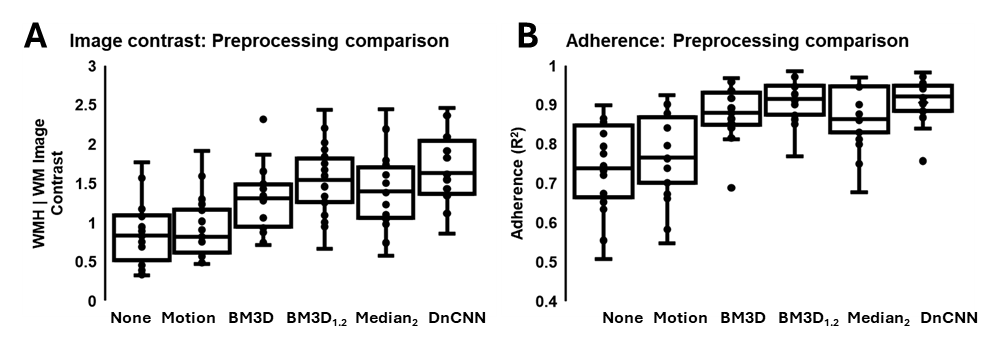 A Image contrast: Preprocessing comparison
3
2.5
2
1.5
1
0.5
0
WMH | WM Image
Contrast
None Motion BM3D BM3D1.2 Median2 DnCNN
B Adherence: Preprocessing comparison
1
0.9
0.8
0.7
0.6
0.5
0.4
Adherence (R²)
None Motion BM3D BM3D1.2 Median2 DnCNN